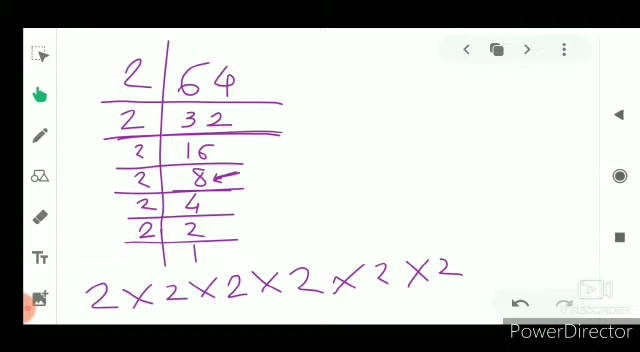 2 64
2 32
2 16
2 8
2 4
2 2
1
2 × 2 × 2 × 2 × 2 × 2
Tт
PowerDirector